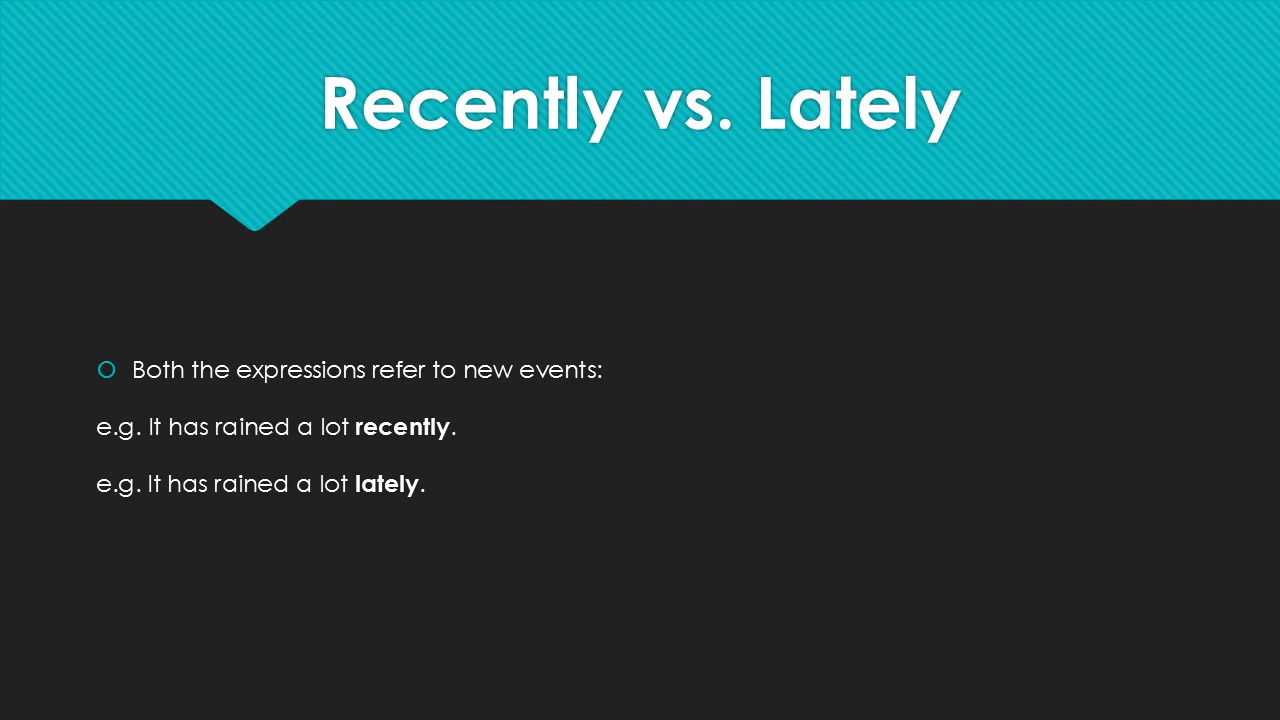 Recently vs. Lately
Both the expressions refer to new events:
e.g. It has rained a lot recently.
e.g. It has rained a lot lately.